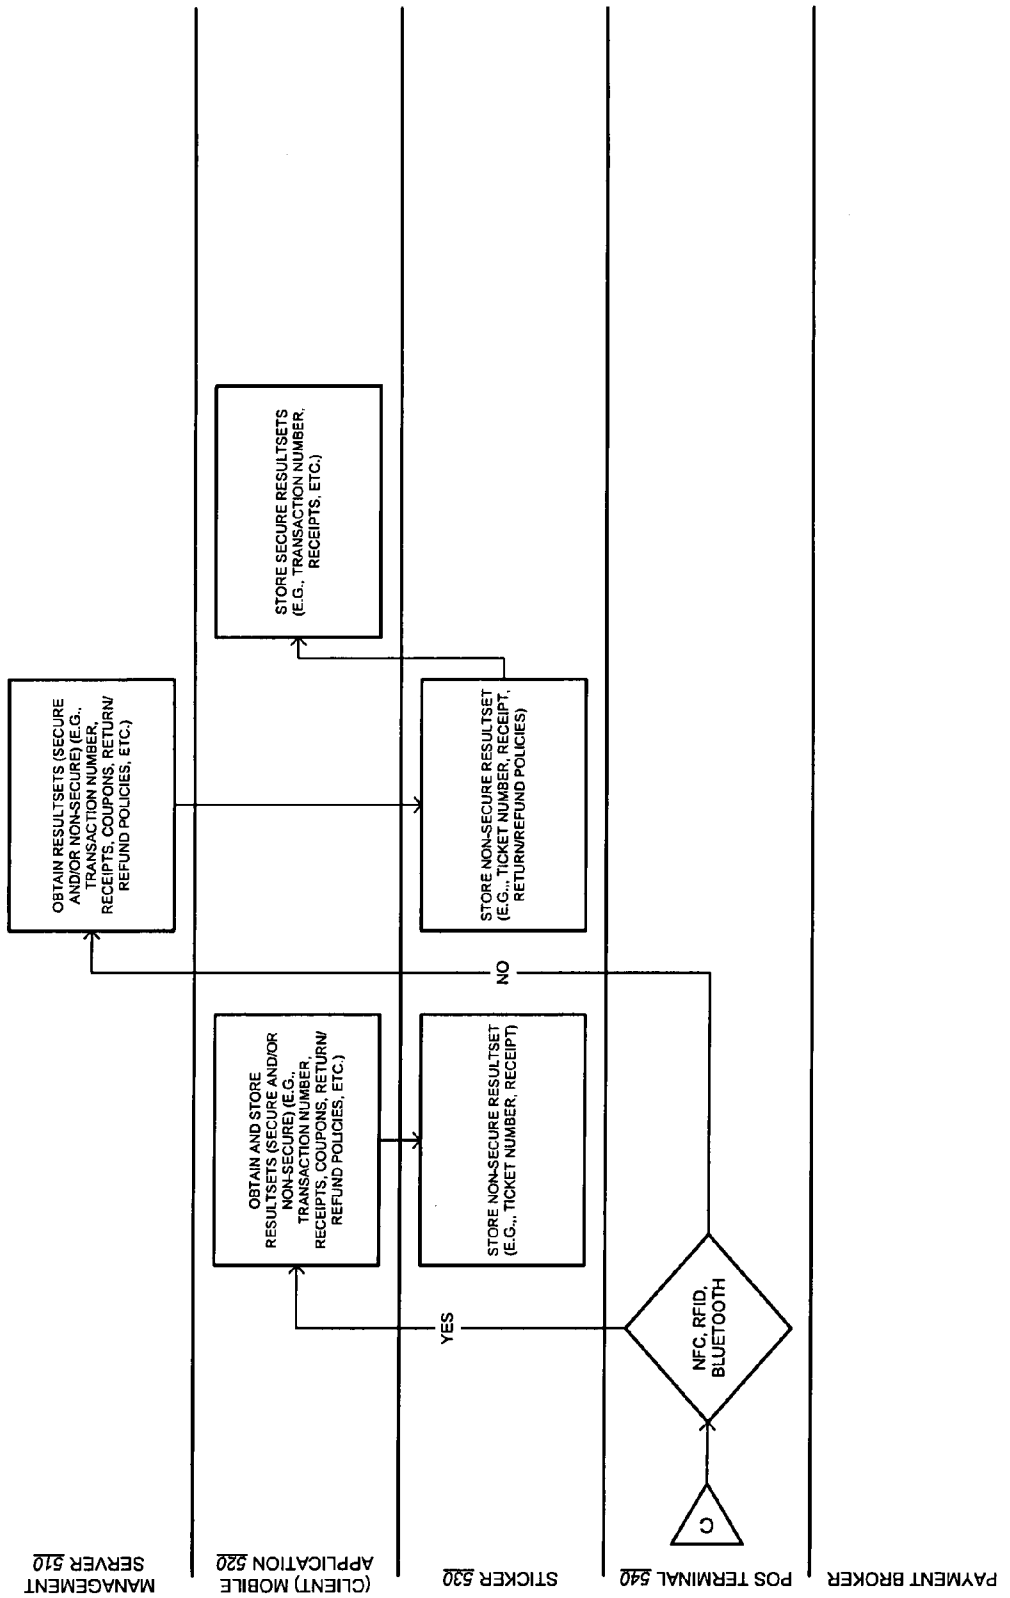 MANAGEMENT
SERVER 510
(CLIENT) MOBILE
APPLICATION 520
STICKER 530
POS TERMINAL 540
PAYMENT BROKER
C
NFC, RFID,
BLUETOOTH
YES
NO
OBTAIN AND STORE
RESULTSETS (SECURE AND/OR
NON-SECURE) (E.G.,
TRANSACTION NUMBER,
RECEIPTS, COUPONS, RETURN/
REFUND POLICIES, ETC.)
STORE NON-SECURE RESULTSET
(E.G.,, TICKET NUMBER, RECEIPT)
OBTAIN RESULTSETS (SECURE
AND/OR NON-SECURE) (E.G.,
TRANSACTION NUMBER,
RECEIPTS, COUPONS, RETURN/
REFUND POLICIES, ETC.)
STORE NON-SECURE RESULTSET
(E.G.,, TICKET NUMBER, RECEIPT,
RETURN/REFUND POLICIES)
STORE SECURE RESULTSETS
(E.G., TRANSACTION NUMBER,
RECEIPTS, ETC.)